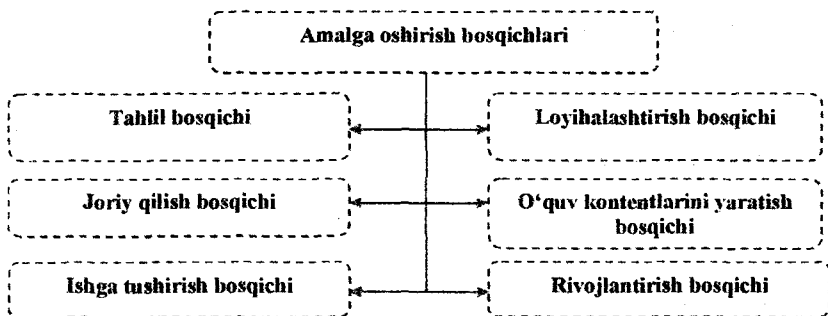 Amalga oshirish bosqichlari
Tahlil bosqichi
Loyihalashtirish bosqichi
Joriy qilish bosqichi
O‘quv kontentlarini yaratish
bosqichi
Ishga tushirish bosqichi
Rivojlantirish bosqichi